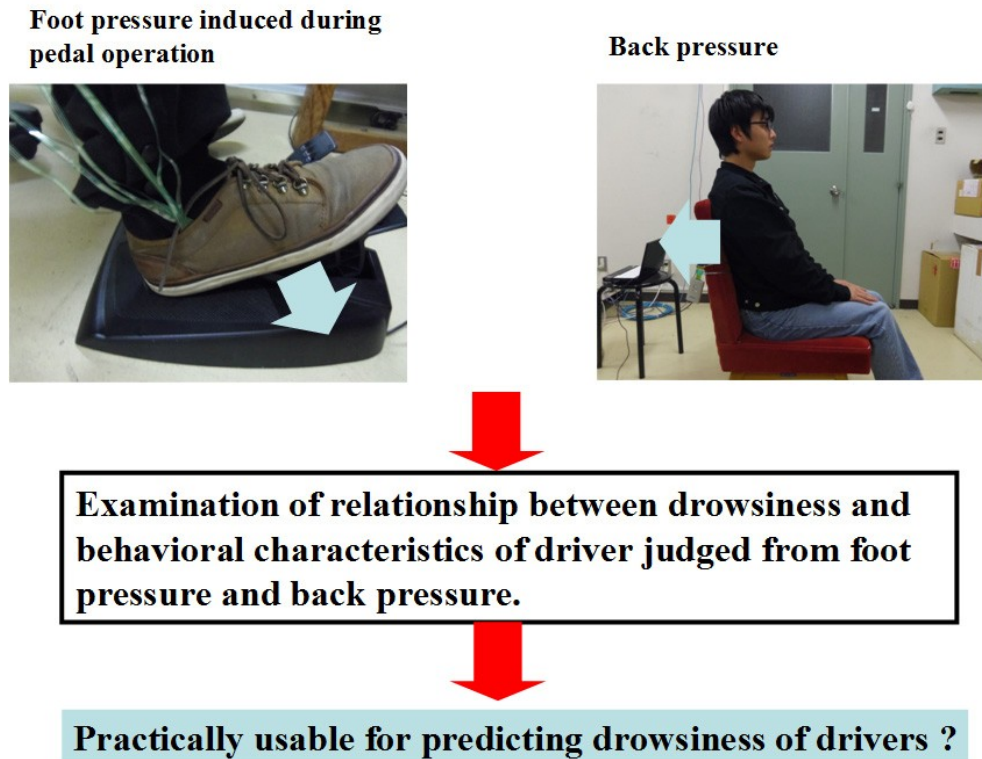 Foot pressure induced during
pedal operation
Back pressure
Examination of relationship between drowsiness and
behavioral characteristics of driver judged from foot
pressure and back pressure.
Practically usable for predicting drowsiness of drivers ?